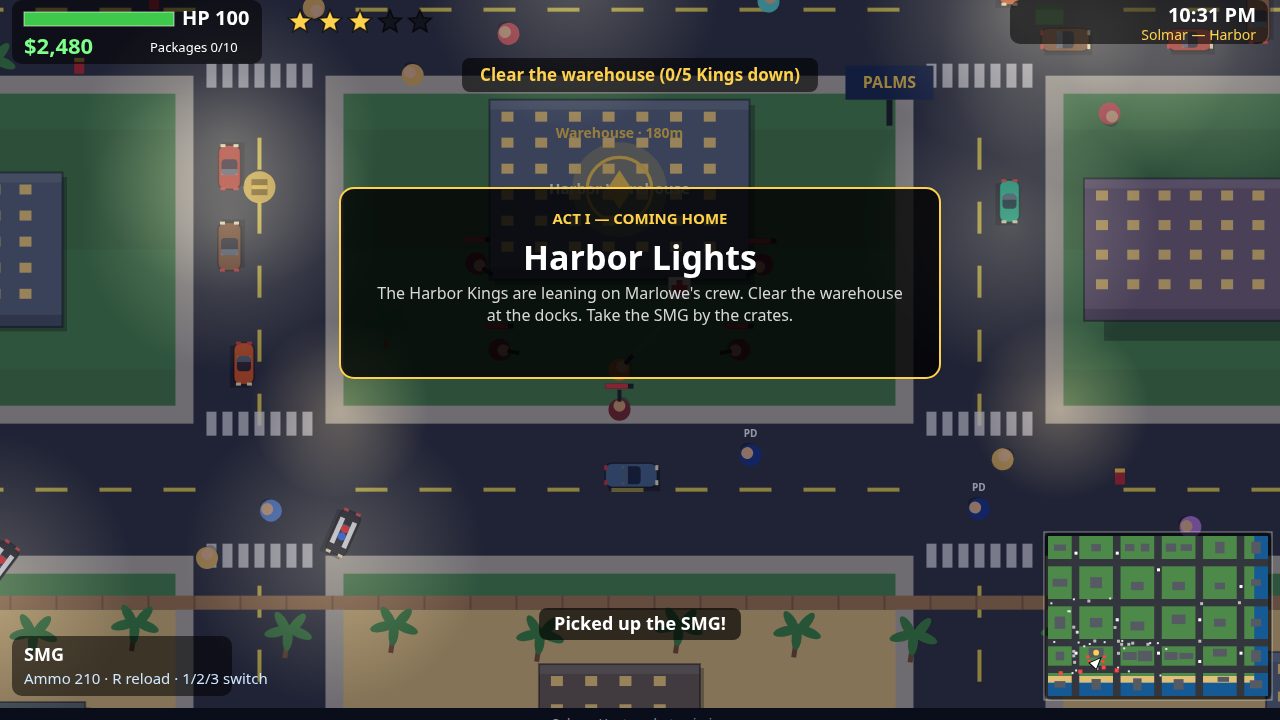 HP 100
$2,480
Packages 0/10
10:31 PM
Solmar — Harbor
Clear the warehouse (0/5 Kings down)
PALMS
Warehouse · 180m
ACT I — COMING HOME
Harbor Lights
The Harbor Kings are leaning on Marlowe's crew. Clear the warehouse
at the docks. Take the SMG by the crates.
PD
PD
Picked up the SMG!
SMG
Ammo 210 · R reload · 1/2/3 switch